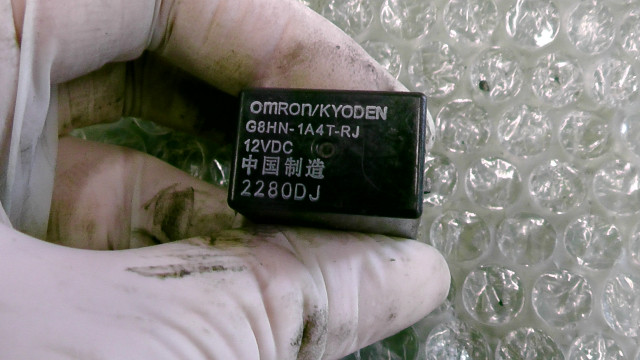 OMRON/KYODEN
G8HN-1A4T-RJ
12VDC
中国制造
2280DJ